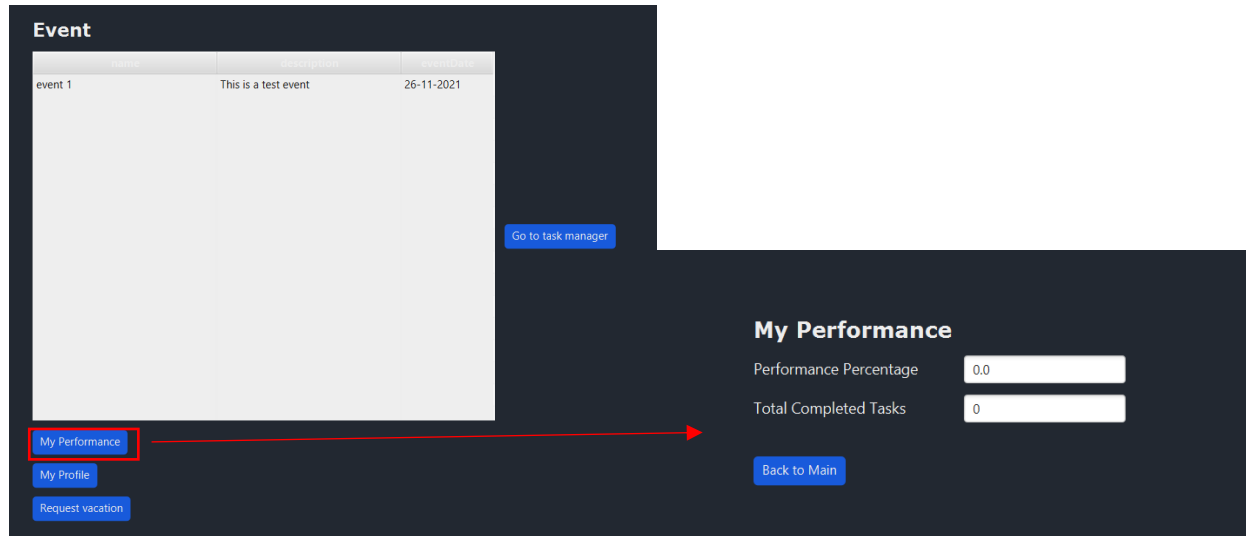 Event
name description eventDate
event 1 This is a test event 26-11-2021
Go to task manager
My Performance
My Profile
Request vacation
My Performance
Performance Percentage 0.0
Total Completed Tasks 0
Back to Main